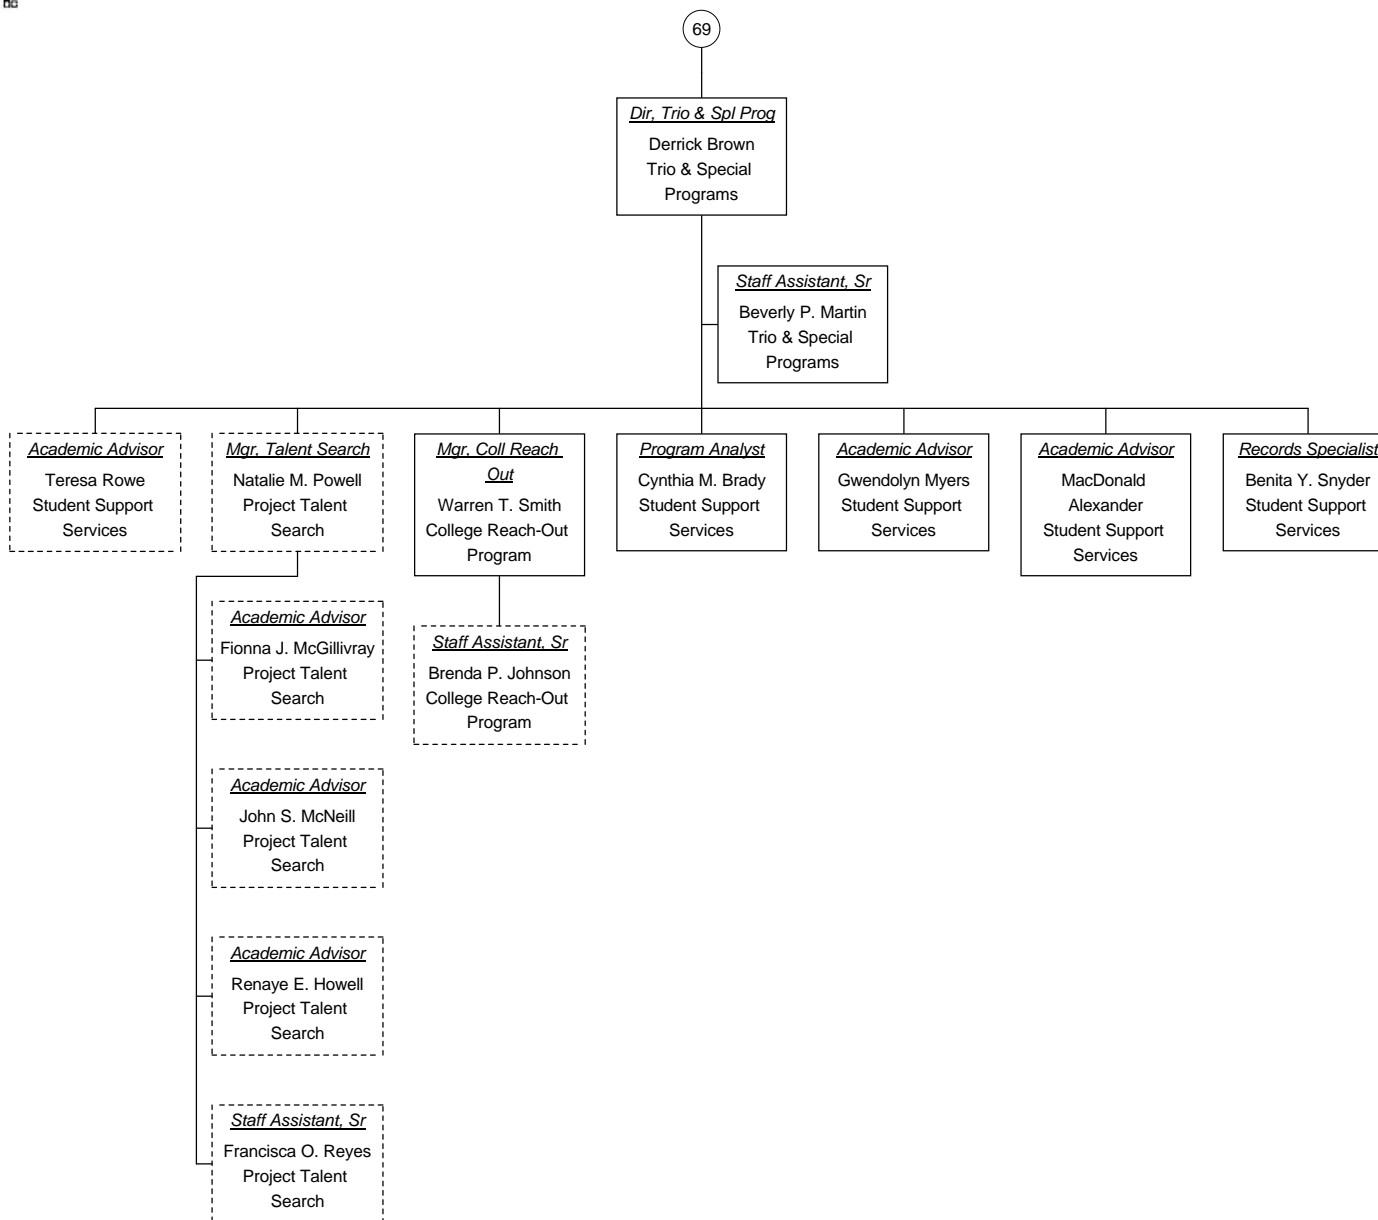 69
Dir, Trio & Spl Prog
Derrick Brown
Trio & Special
Programs
Staff Assistant, Sr
Beverly P. Martin
Trio & Special
Programs
Academic Advisor
Teresa Rowe
Student Support
Services
Mgr, Talent Search
Natalie M. Powell
Project Talent
Search
Mgr, Coll Reach
Out
Warren T. Smith
College Reach-Out
Program
Program Analyst
Cynthia M. Brady
Student Support
Services
Academic Advisor
Gwendolyn Myers
Student Support
Services
Academic Advisor
MacDonald
Alexander
Student Support
Services
Records Specialist
Benita Y. Snyder
Student Support
Services
Academic Advisor
Fionna J. McGillivray
Project Talent
Search
Academic Advisor
John S. McNeill
Project Talent
Search
Academic Advisor
Renaye E. Howell
Project Talent
Search
Staff Assistant, Sr
Francisca O. Reyes
Project Talent
Search
Staff Assistant, Sr
Brenda P. Johnson
College Reach-Out
Program